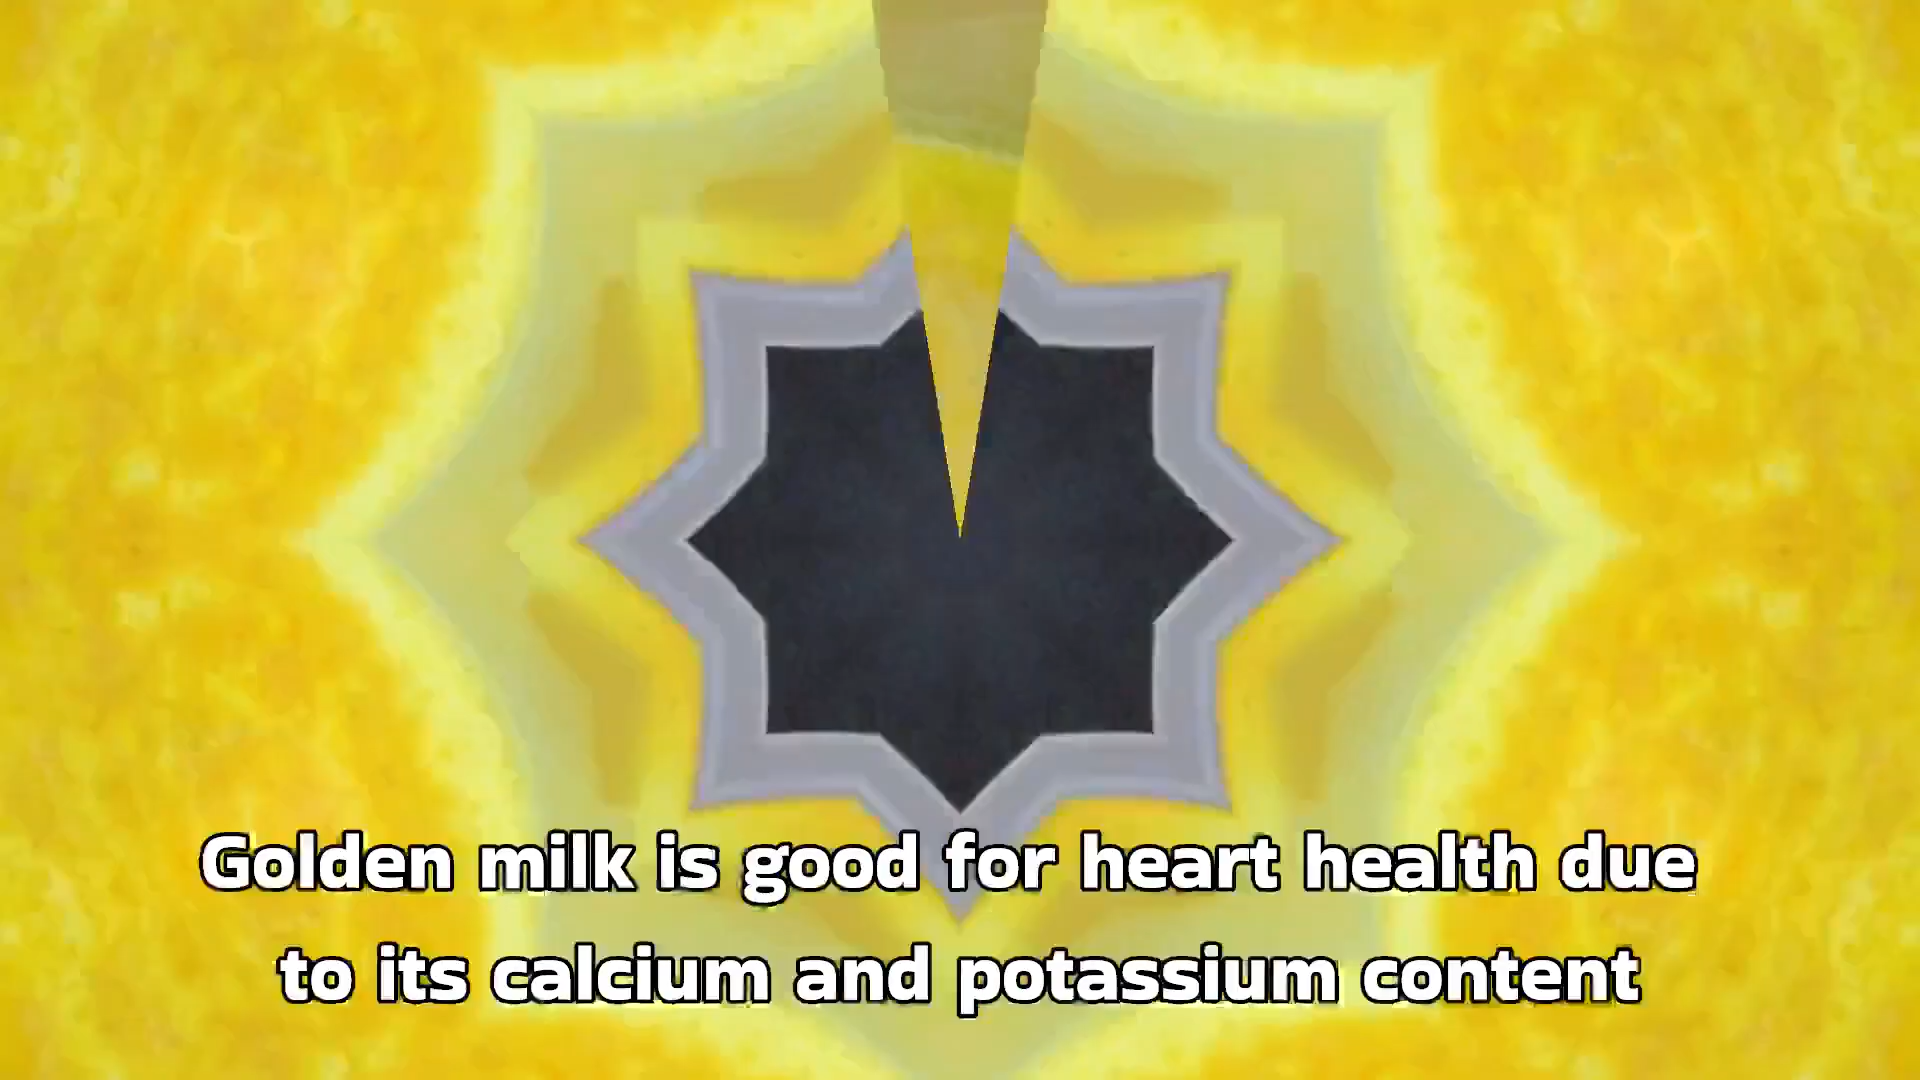 Golden milk is good for heart health due
to its calcium and potassium content